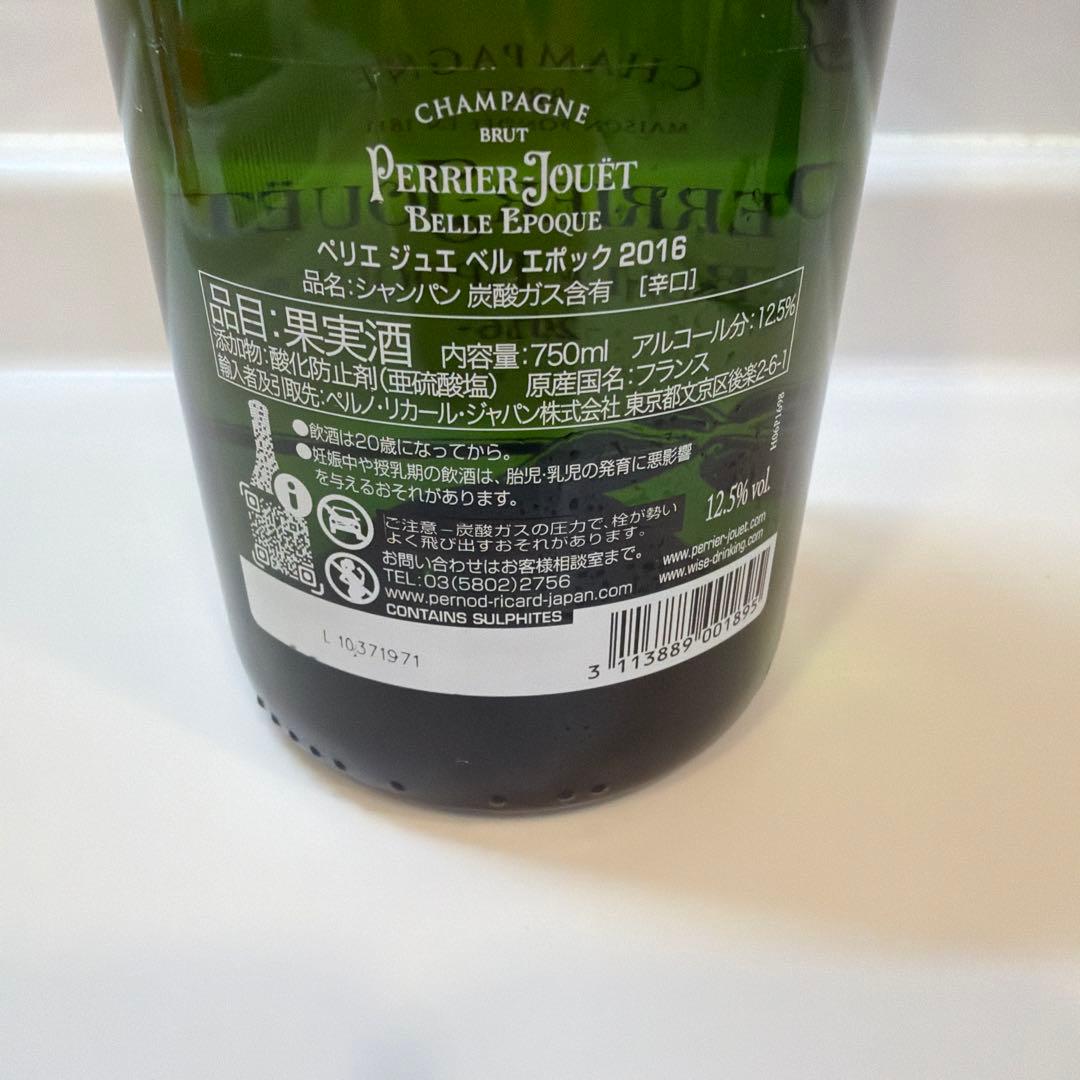 CHAMPAGNE
BRUT
PERRIER-JOUËT
BELLE EPOQUE
ペリエ ジュエ ベル エポック 2016
品名:シャンパン 炭酸ガス含有 [辛口]
品目:果実酒 内容量:750ml アルコール分:12.5%
添加物:酸化防止剤(亜硫酸塩) 原産国名:フランス
輸入者及引取先:ペルノ・リカール・ジャパン株式会社 東京都文京区後楽2-6-1
●飲酒は20歳になってから。
●妊娠中や授乳期の飲酒は、胎児・乳児の発育に悪影響
を与えるおそれがあります。
ご注意-炭酸ガスの圧力で、栓が勢い
よく飛び出すおそれがあります。
お問い合わせはお客様相談室まで。
TEL:03(5802)2756
www.pernod-ricard-japan.com
CONTAINS SULPHITES
12.5% vol.
www.perrier-jouet.com
www.wise-drinking.com
L 10371971
3 113889 001895
CHAMPAGNE
MAISON FONDÉE EN 1811
PERRIER-JOUËT
-2016-